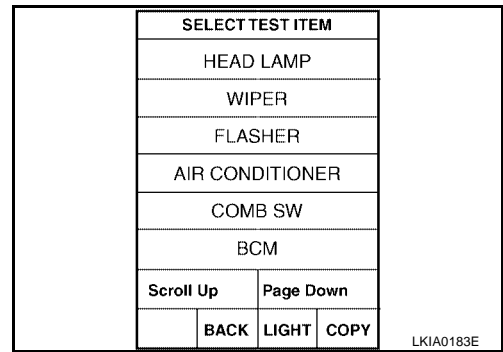 SELECT TEST ITEM
HEAD LAMP
WIPER
FLASHER
AIR CONDITIONER
COMB SW
BCM
Scroll Up Page Down
BACK LIGHT COPY
LKIA0183E